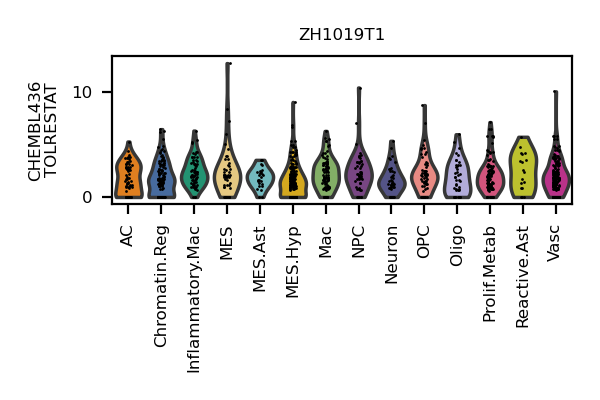 ZH1019T1
CHEMBL436
TOLRESTAT
10
0
AC
Chromatin.Reg
Inflammatory.Mac
MES
MES.Ast
MES.Hyp
Mac
NPC
Neuron
OPC
Oligo
Prolif.Metab
Reactive.Ast
Vasc